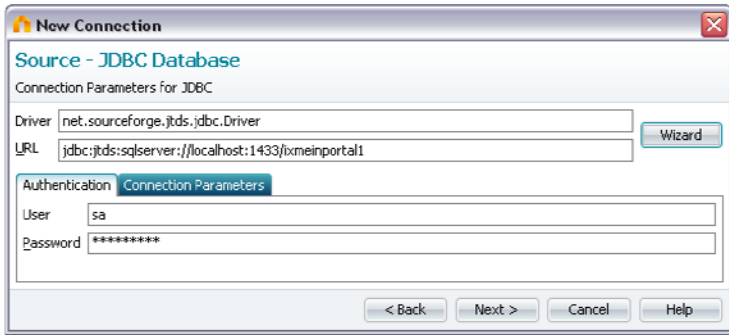 New Connection
Source - JDBC Database
Connection Parameters for JDBC
Driver net.sourceforge.jtds.jdbc.Driver
Wizard
URL jdbc:jtds:sqlserver://localhost:1433/ixmeinportal1
Authentication Connection Parameters
User sa
Password *********
< Back Next > Cancel Help